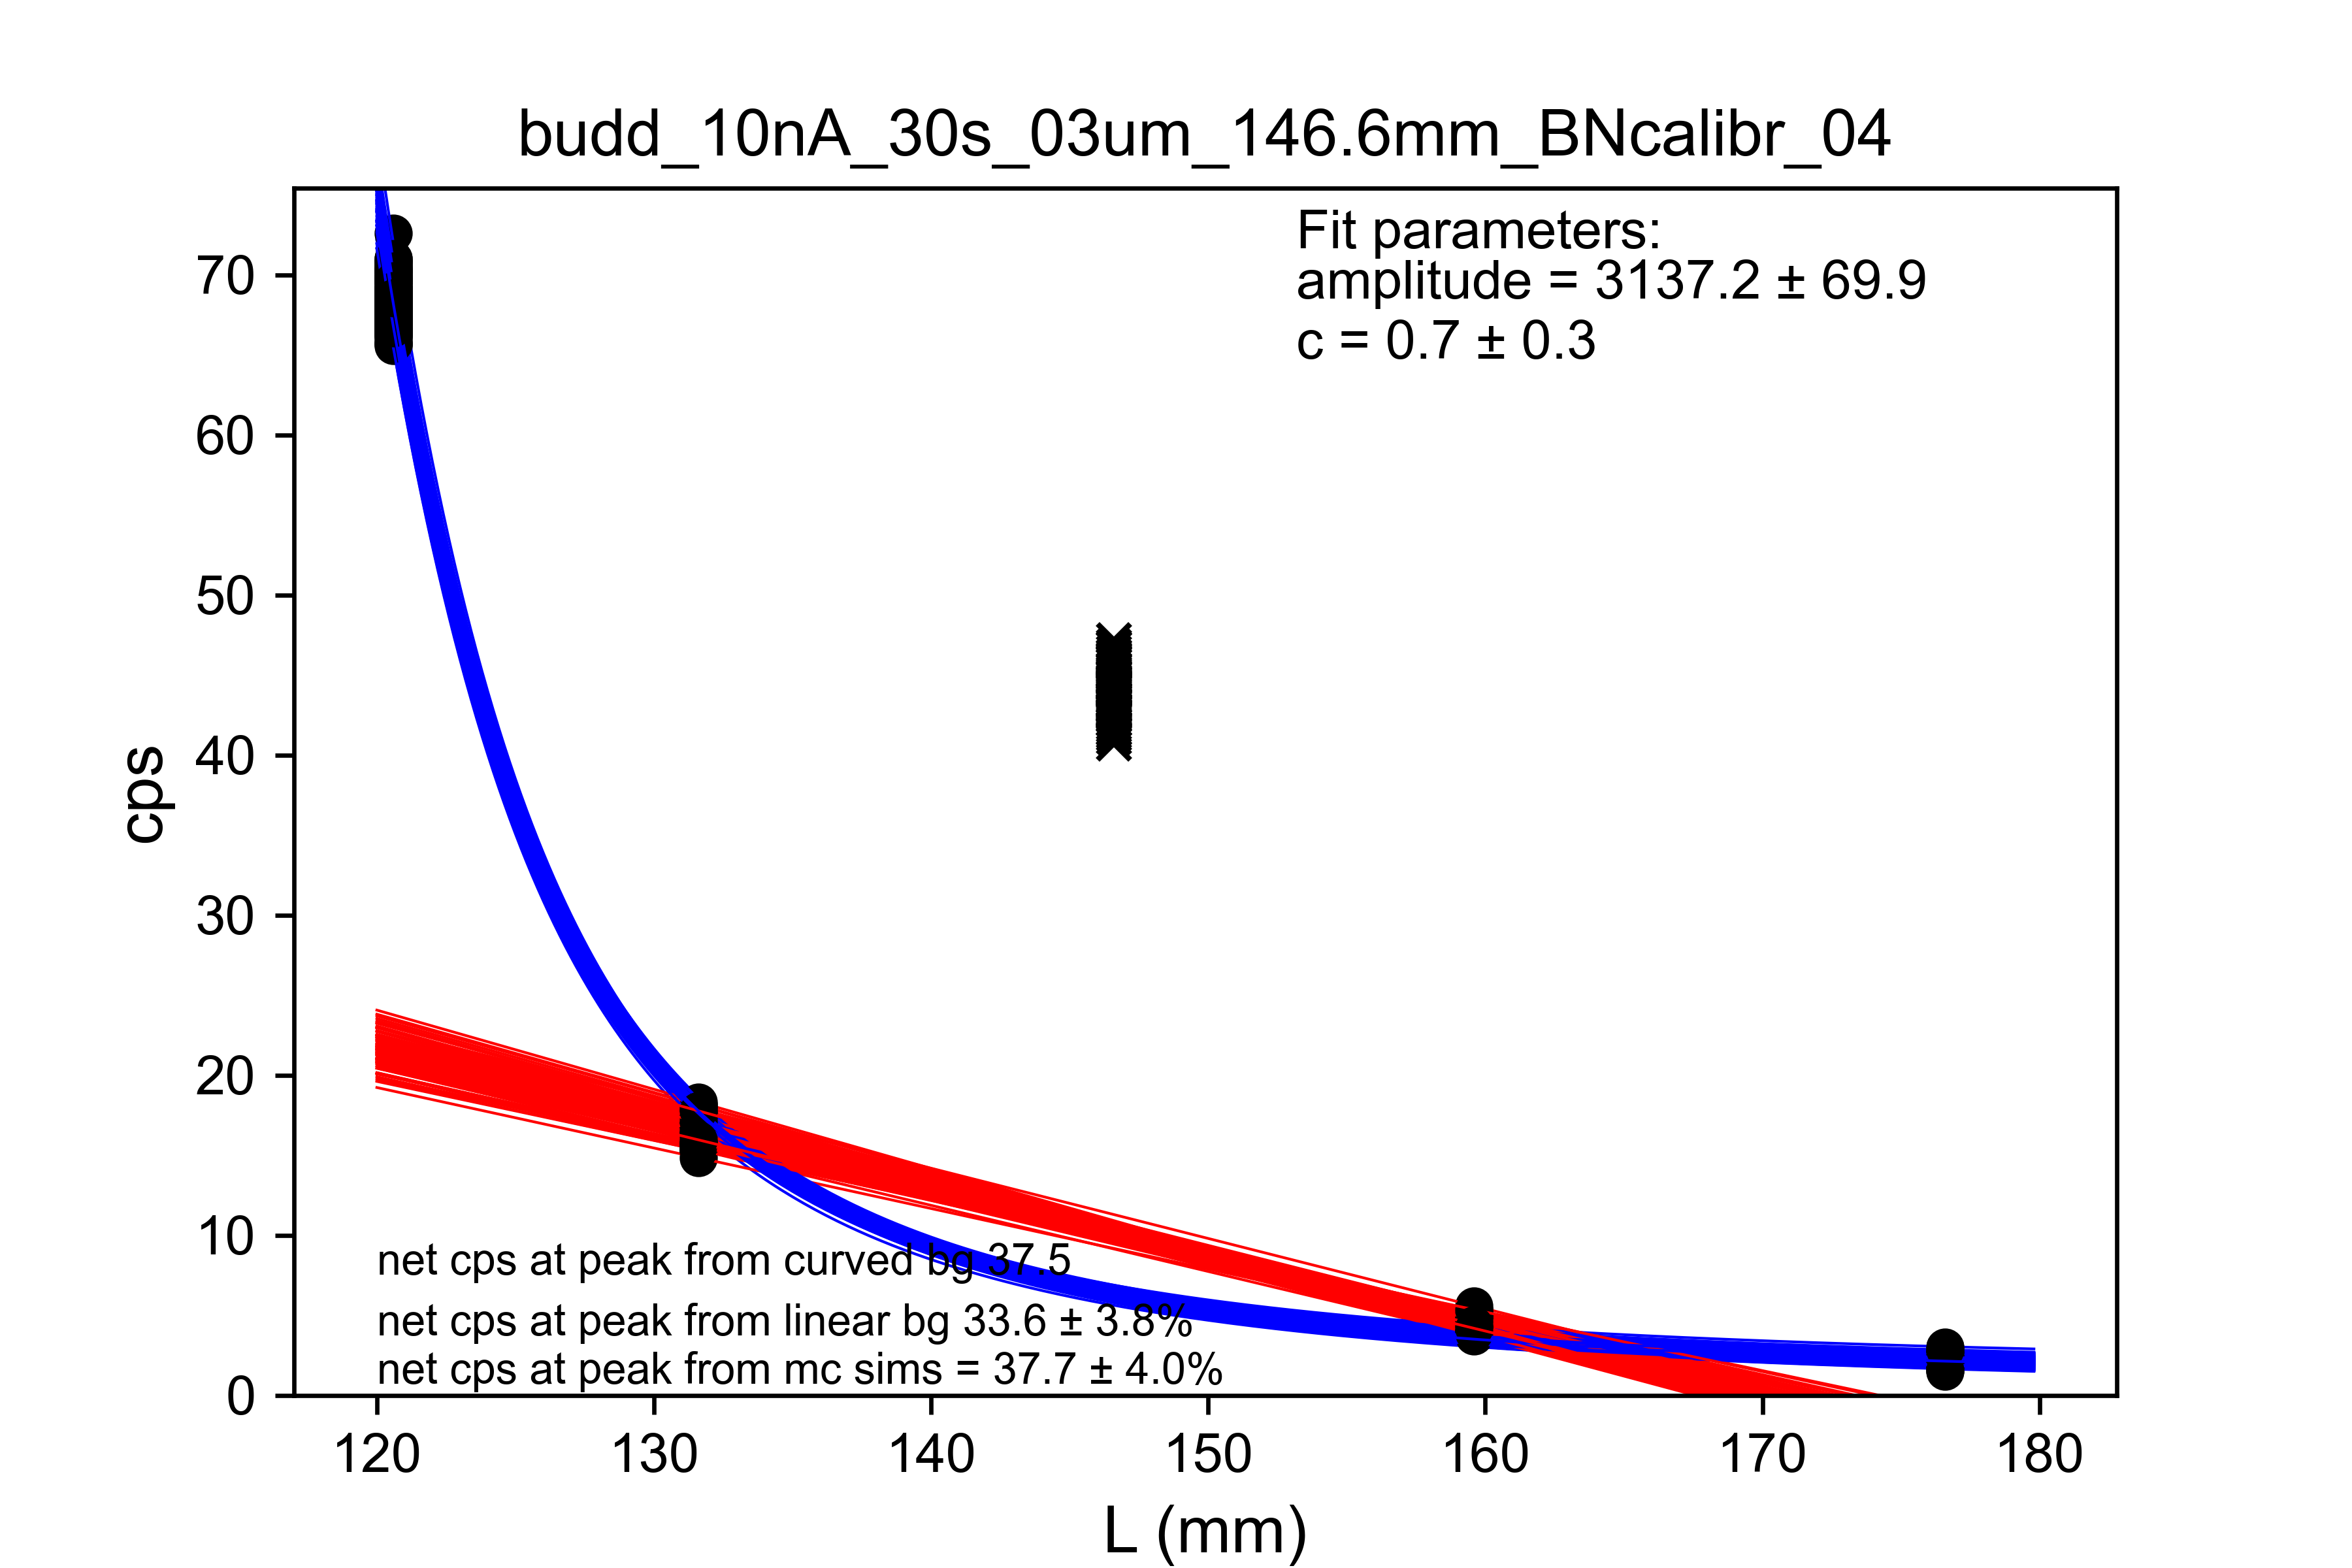 budd_10nA_30s_03um_146.6mm_BNcalibr_04
Fit parameters:
amplitude = 3137.2 ± 69.9
c = 0.7 ± 0.3
cps
70
60
50
40
30
20
10
0
net cps at peak from curved bg 37.5
net cps at peak from linear bg 33.6 ± 3.8%
net cps at peak from mc sims = 37.7 ± 4.0%
120 130 140 150 160 170 180
L (mm)